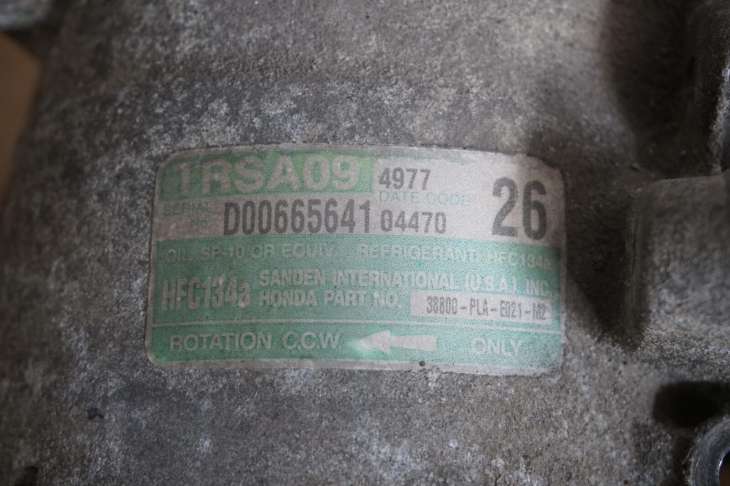 TRSA09 4977 26
SERIAL DATE CODE
D00665641 04470
OIL: SP-10 OR EQUIV. REFRIGERANT: HFC134a
HFC134a SANDEN INTERNATIONAL (U.S.A.), INC.
HONDA PART NO. 38800-PLA-E021-M2
ROTATION C.C.W. ONLY